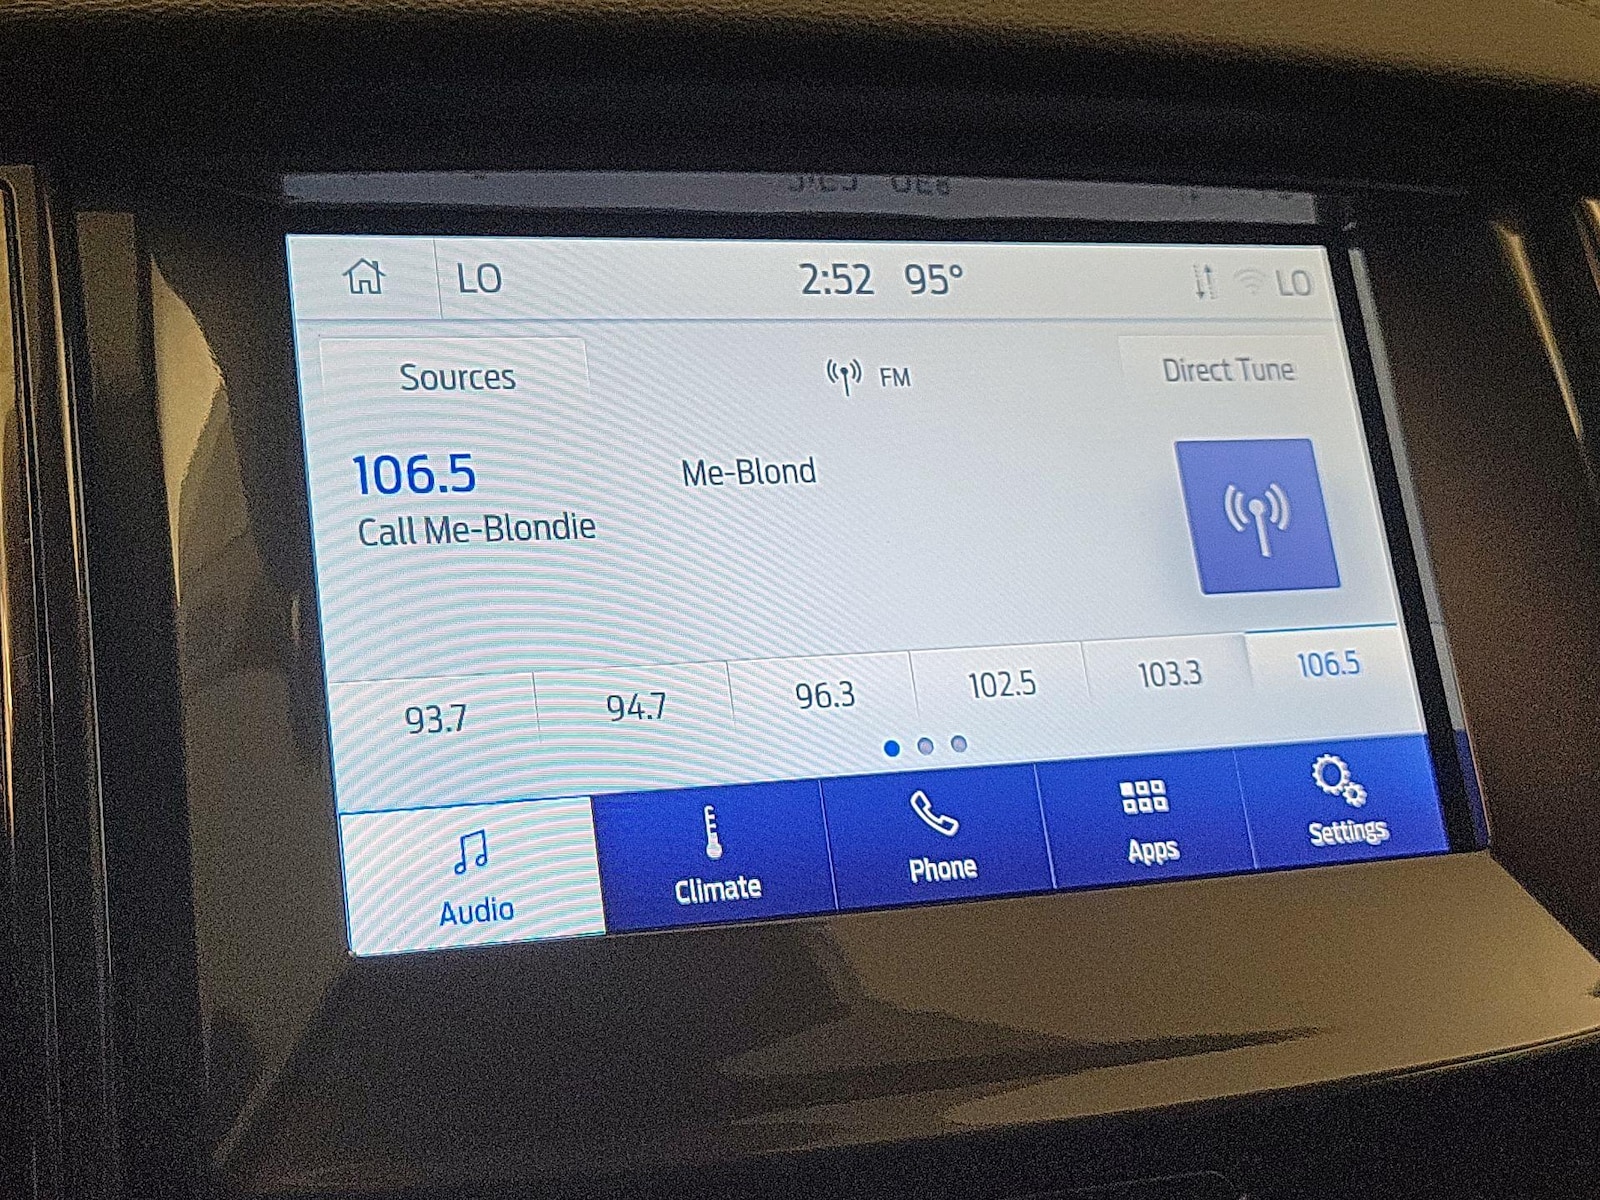 LO 2:52 95° LO
Sources FM Direct Tune
106.5 Me-Blond
Call Me-Blondie
93.7 94.7 96.3 102.5 103.3 106.5
Audio Climate Phone Apps Settings